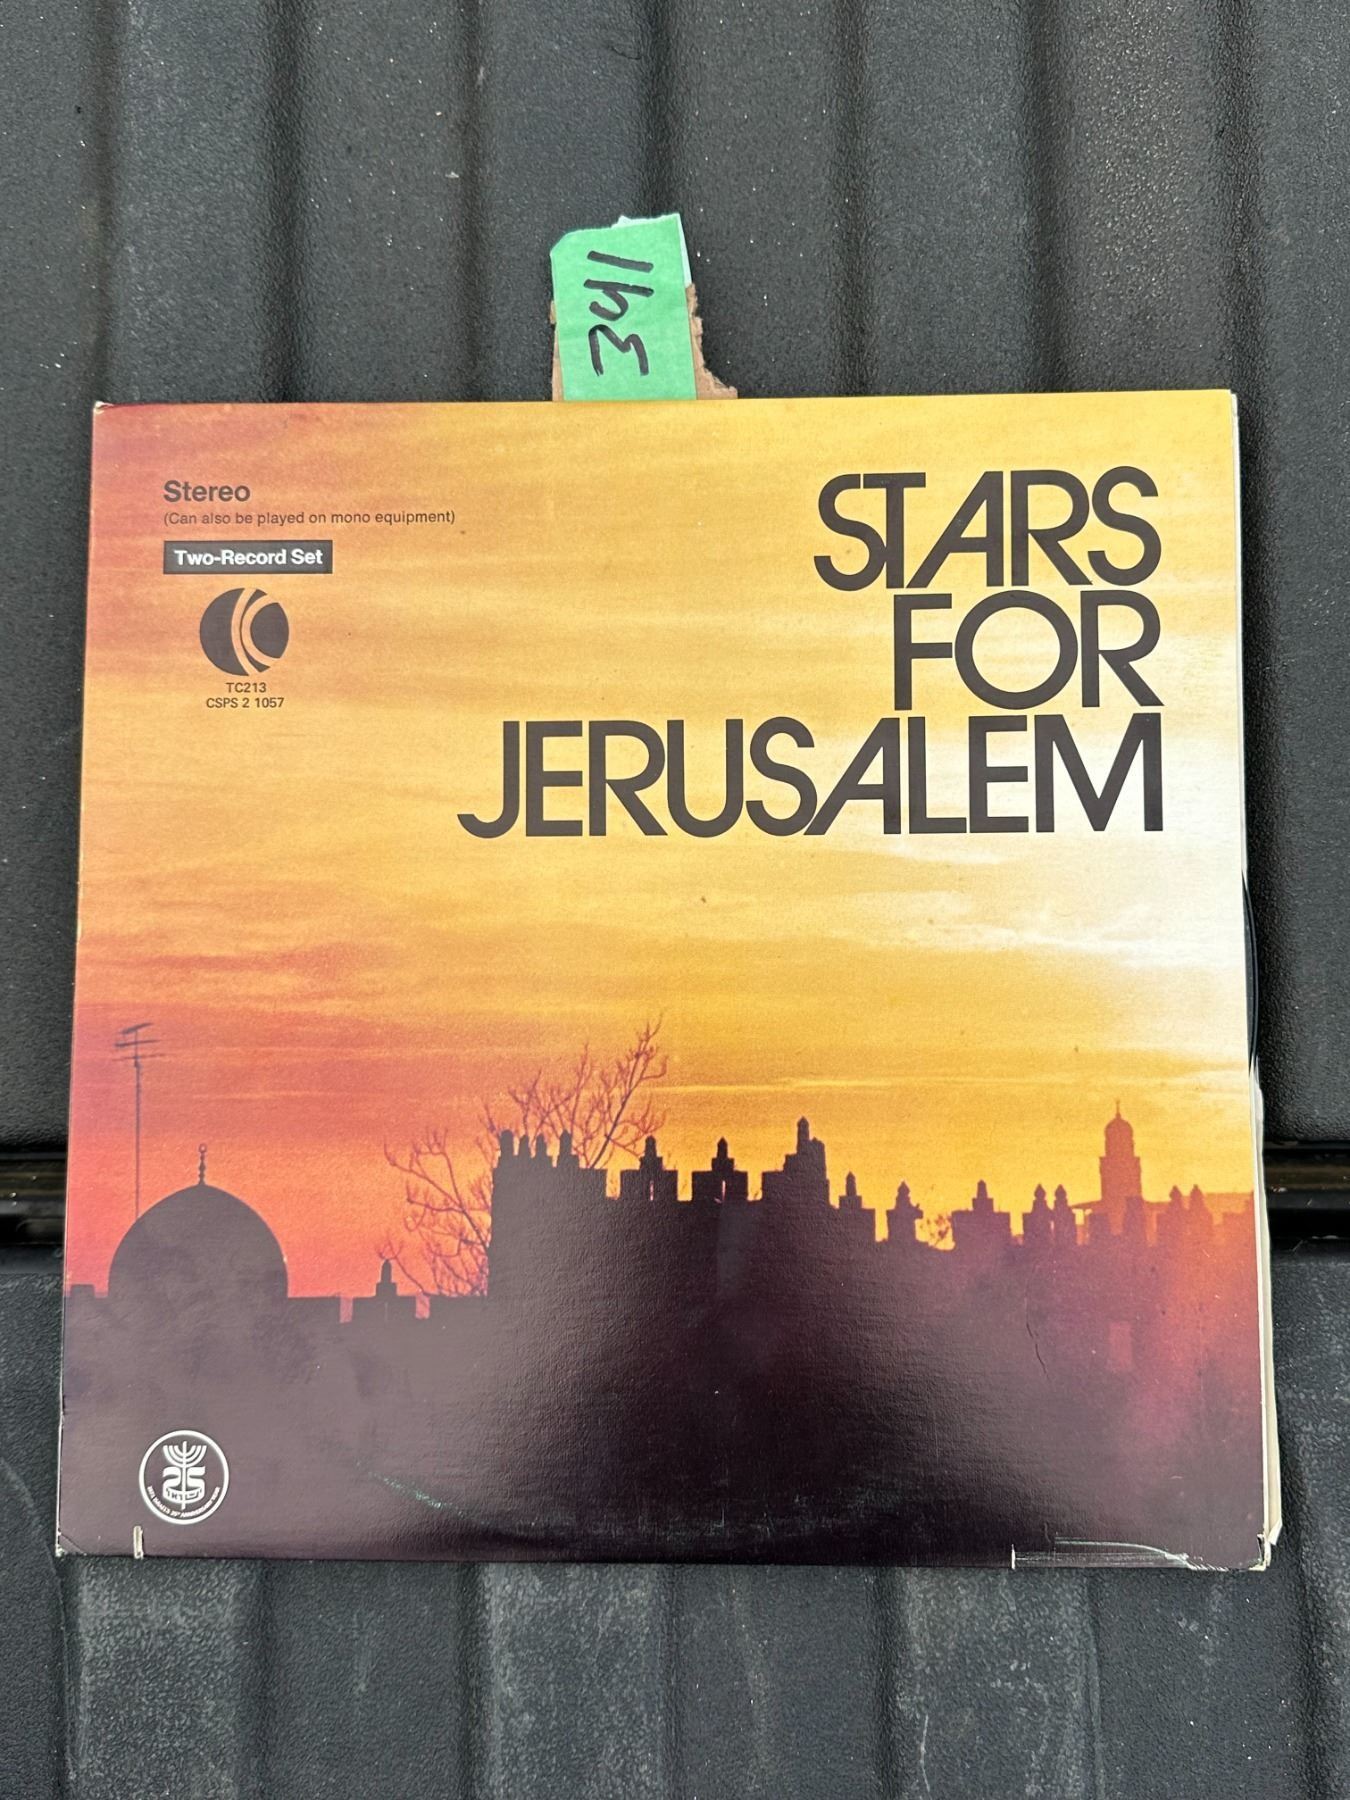 341
Stereo
(Can also be played on mono equipment)
Two-Record Set
TC213
CSPS 2 1057
STARS
FOR
JERUSALEM
25